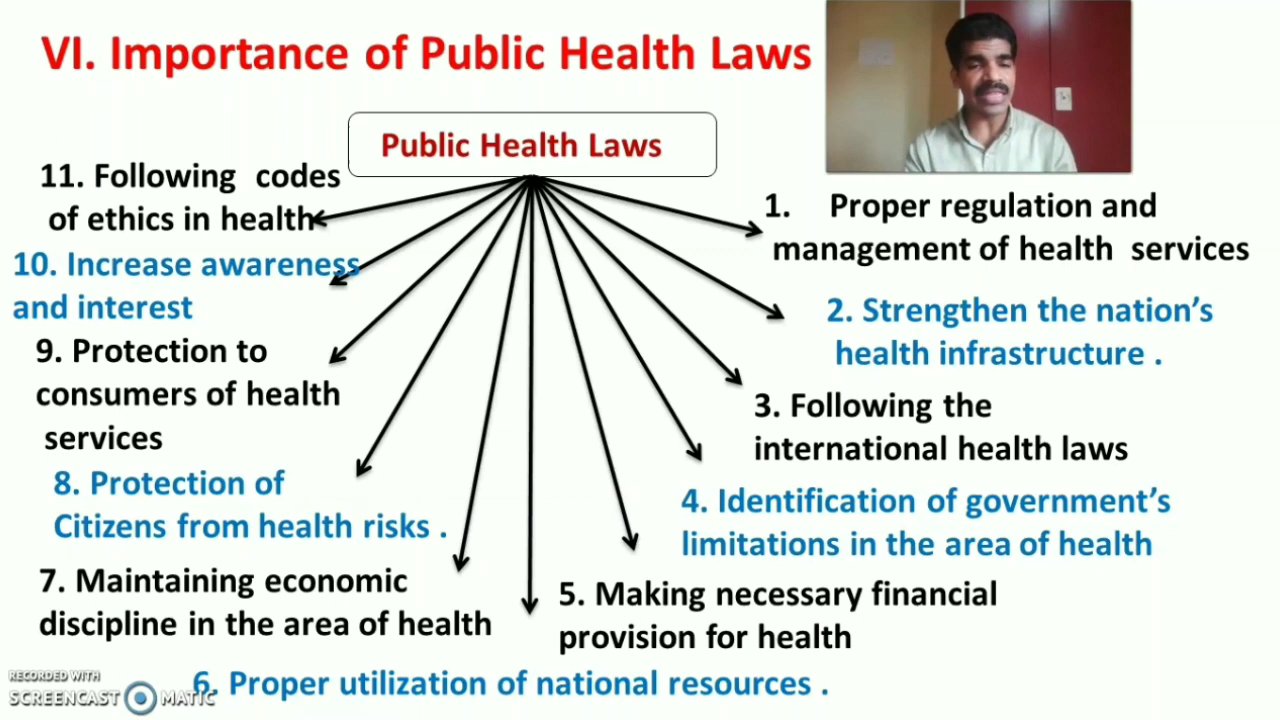 VI. Importance of Public Health Laws
Public Health Laws
1. Proper regulation and
management of health services
2. Strengthen the nation’s
health infrastructure .
3. Following the
international health laws
4. Identification of government’s
limitations in the area of health
5. Making necessary financial
provision for health
6. Proper utilization of national resources .
7. Maintaining economic
discipline in the area of health
8. Protection of
Citizens from health risks .
9. Protection to
consumers of health
services
10. Increase awareness
and interest
11. Following codes
of ethics in health
RECORDED WITH
SCREENCAST MATIC